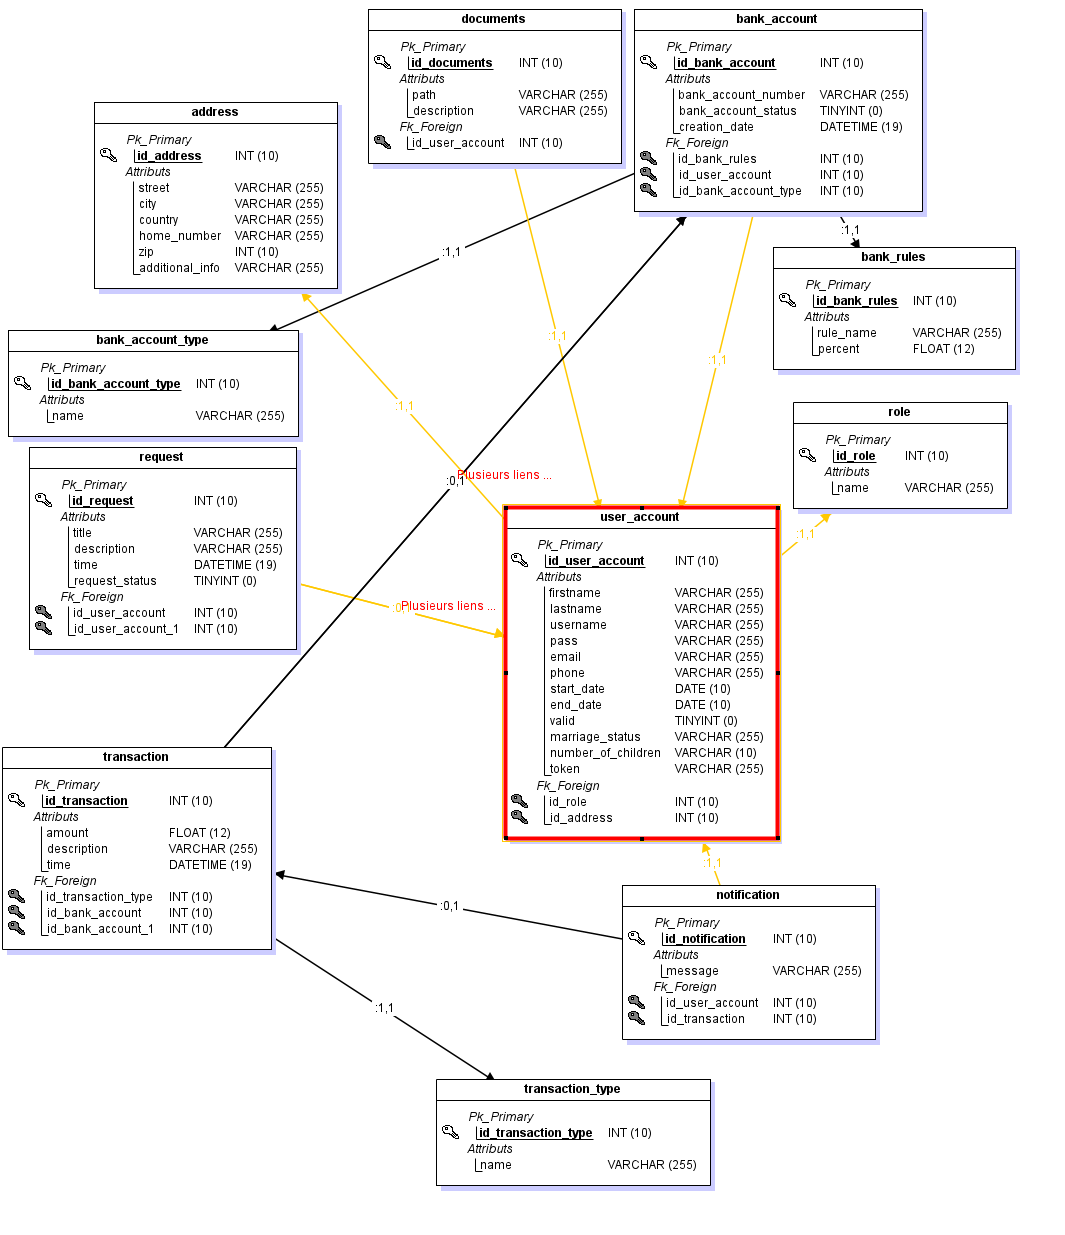 documents
Pk_Primary
id_documents INT (10)
Attributs
path VARCHAR (255)
description VARCHAR (255)
Fk_Foreign
id_user_account INT (10)
bank_account
Pk_Primary
id_bank_account INT (10)
Attributs
bank_account_number VARCHAR (255)
bank_account_status TINYINT (0)
creation_date DATETIME (19)
Fk_Foreign
id_bank_rules INT (10)
id_user_account INT (10)
id_bank_account_type INT (10)
address
Pk_Primary
id_address INT (10)
Attributs
street VARCHAR (255)
city VARCHAR (255)
country VARCHAR (255)
home_number VARCHAR (255)
zip INT (10)
additional_info VARCHAR (255)
:1,1
:1,1
bank_rules
Pk_Primary
id_bank_rules INT (10)
Attributs
rule_name VARCHAR (255)
percent FLOAT (12)
bank_account_type
Pk_Primary
id_bank_account_type INT (10)
Attributs
name VARCHAR (255)
:1,1
:1,1
:1,1
role
Pk_Primary
id_role INT (10)
Attributs
name VARCHAR (255)
request
Pk_Primary
id_request INT (10)
Attributs
title VARCHAR (255)
description VARCHAR (255)
time DATETIME (19)
request_status TINYINT (0)
Fk_Foreign
id_user_account INT (10)
id_user_account_1 INT (10)
:0,1
Plusieurs liens ...
:1,1
:0,1
Plusieurs liens ...
user_account
Pk_Primary
id_user_account INT (10)
Attributs
firstname VARCHAR (255)
lastname VARCHAR (255)
username VARCHAR (255)
pass VARCHAR (255)
email VARCHAR (255)
phone VARCHAR (255)
start_date DATE (10)
end_date DATE (10)
valid TINYINT (0)
marriage_status VARCHAR (255)
number_of_children VARCHAR (10)
token VARCHAR (255)
Fk_Foreign
id_role INT (10)
id_address INT (10)
transaction
Pk_Primary
id_transaction INT (10)
Attributs
amount FLOAT (12)
description VARCHAR (255)
time DATETIME (19)
Fk_Foreign
id_transaction_type INT (10)
id_bank_account INT (10)
id_bank_account_1 INT (10)
:1,1
:0,1
notification
Pk_Primary
id_notification INT (10)
Attributs
message VARCHAR (255)
Fk_Foreign
id_user_account INT (10)
id_transaction INT (10)
:1,1
transaction_type
Pk_Primary
id_transaction_type INT (10)
Attributs
name VARCHAR (255)